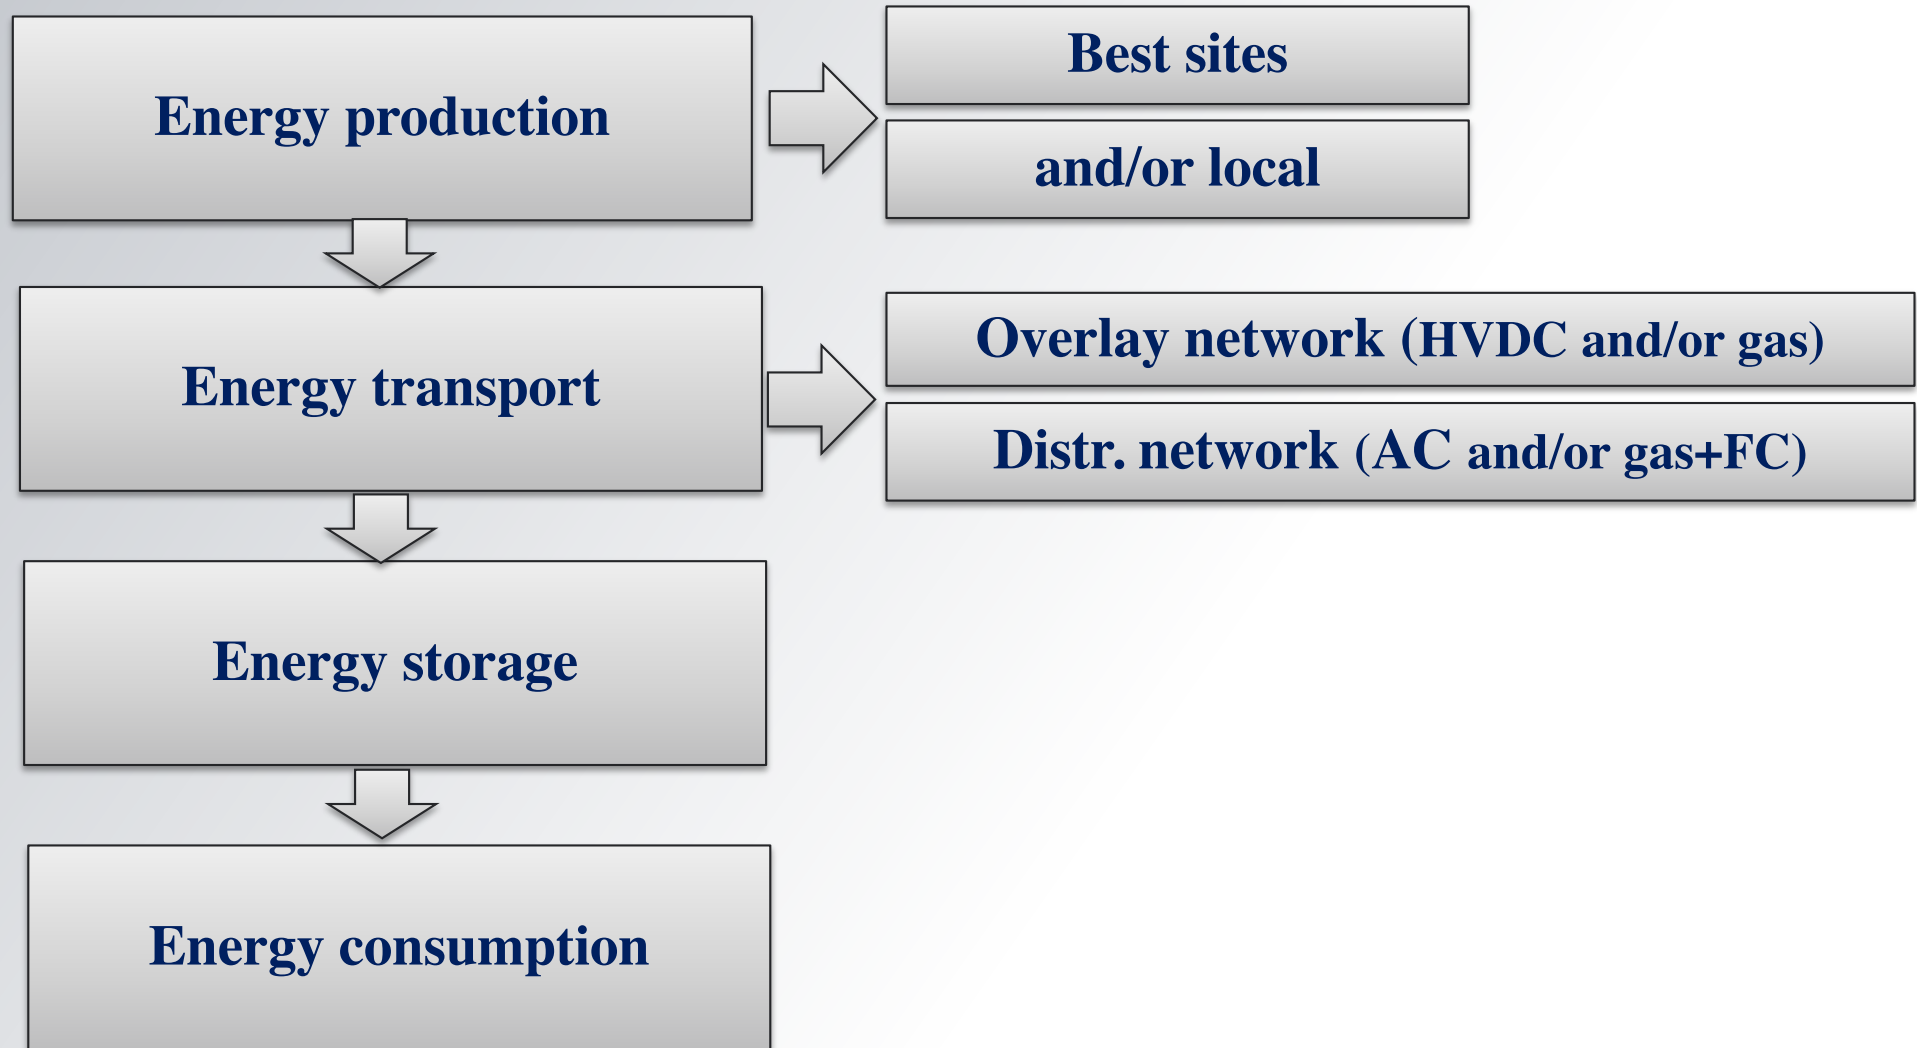 Energy production
Best sites
and/or local
Energy transport
Overlay network (HVDC and/or gas)
Distr. network (AC and/or gas+FC)
Energy storage
Energy consumption